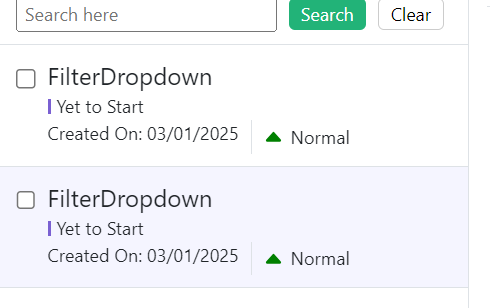 Search here Search Clear
FilterDropdown
Yet to Start
Created On: 03/01/2025 Normal
FilterDropdown
Yet to Start
Created On: 03/01/2025 Normal